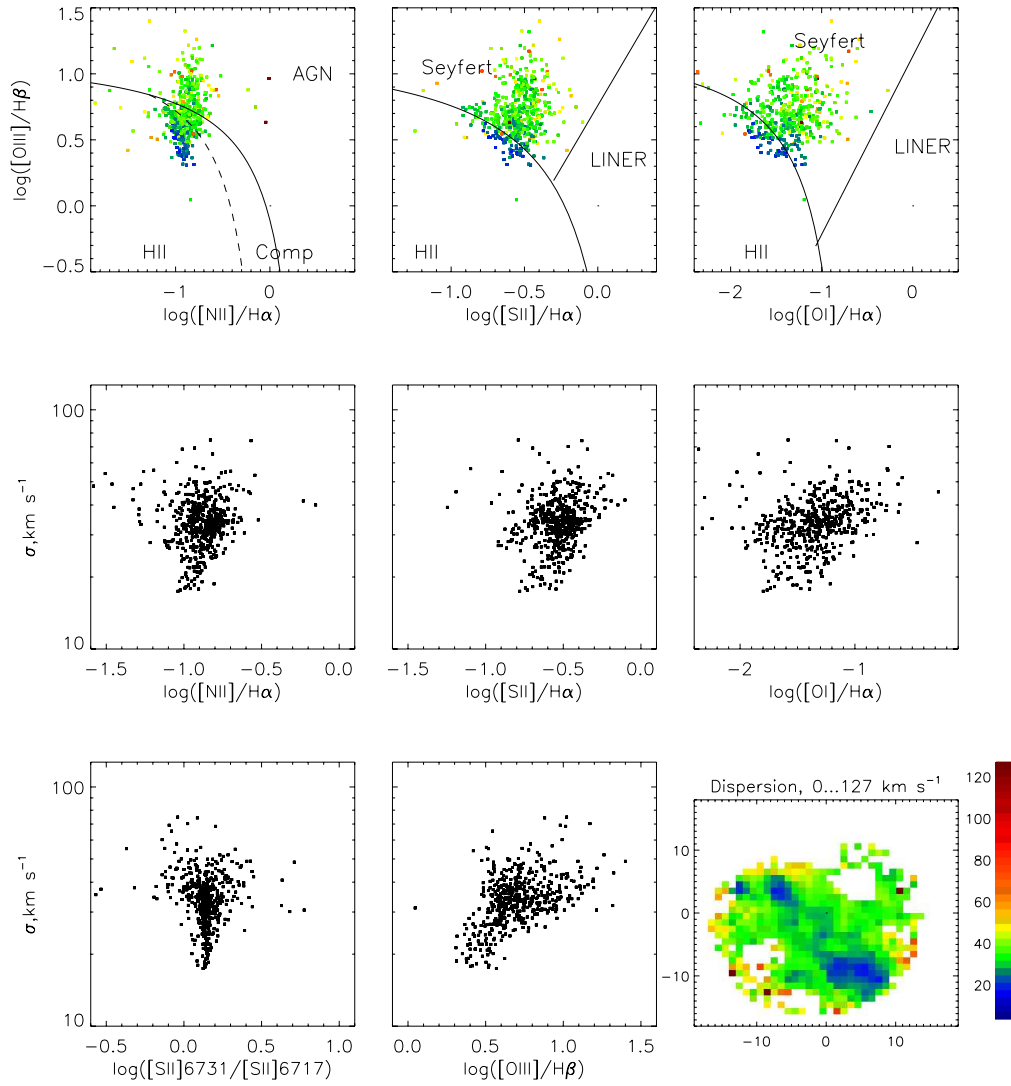 1.5
1.0
0.5
0.0
−0.5
log([OIII]/Hβ)
AGN
HII
Comp
−1
0
log([NII]/Hα)
Seyfert
LINER
HII
−1.0
−0.5
0.0
log([SII]/Hα)
Seyfert
LINER
HII
−2
−1
0
log([OI]/Hα)
100
10
σ,km s⁻¹
−1.5
−1.0
−0.5
0.0
log([NII]/Hα)
−1.0
−0.5
0.0
log([SII]/Hα)
−2
−1
log([OI]/Hα)
100
10
σ,km s⁻¹
−0.5
0.0
0.5
1.0
log([SII]6731/[SII]6717)
0.0
0.5
1.0
1.5
log([OIII]/Hβ)
Dispersion, 0...127 km s⁻¹
10
0
−10
−10
0
10
120
100
80
60
40
20